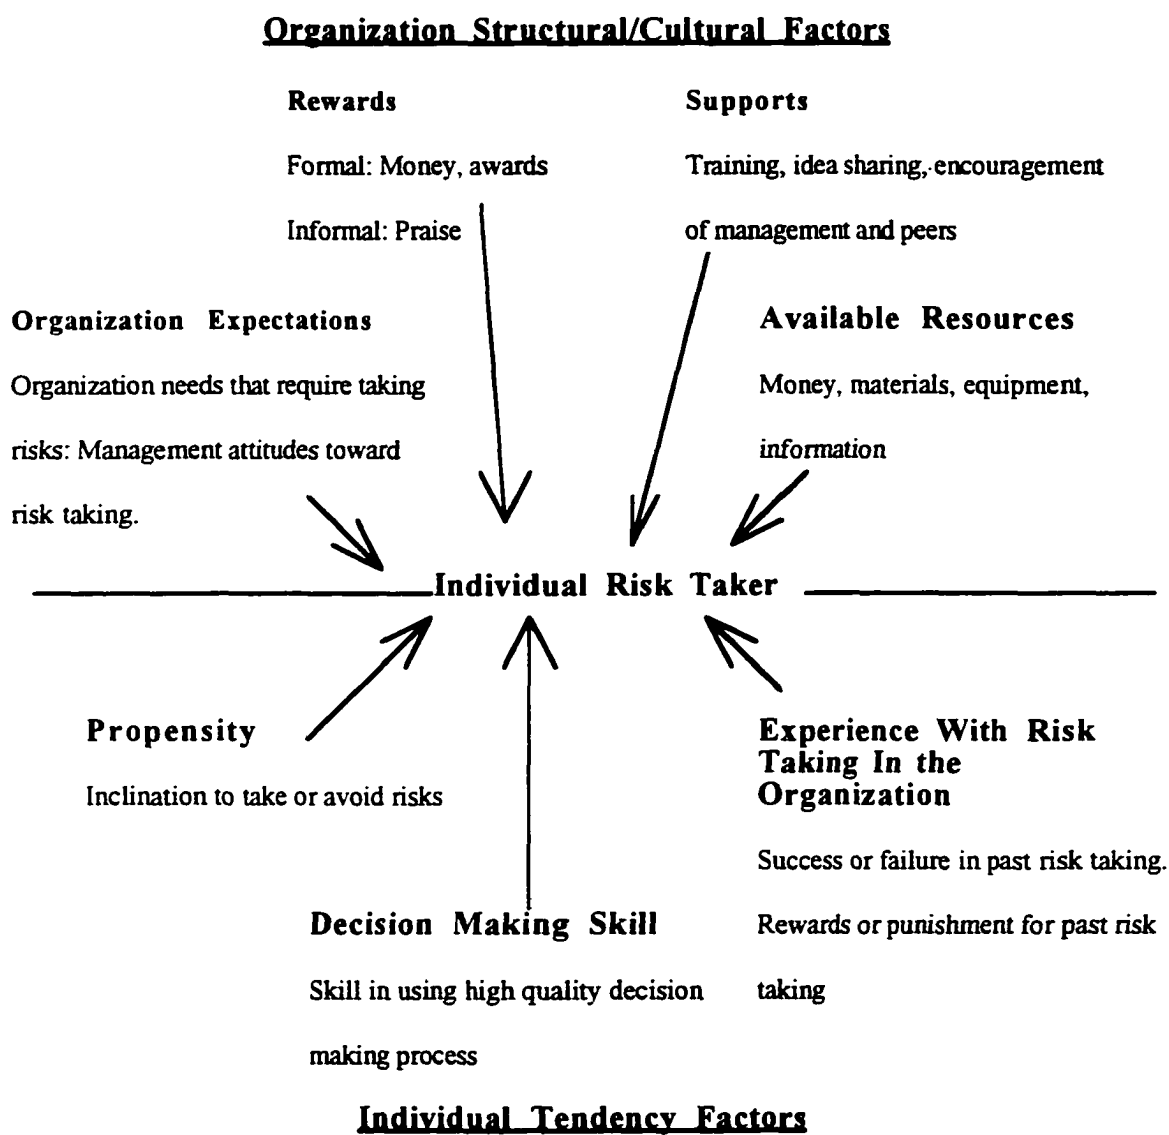 Organization Structural/Cultural Factors
Rewards
Formal: Money, awards
Informal: Praise
Supports
Training, idea sharing, encouragement
of management and peers
Organization Expectations
Organization needs that require taking
risks: Management attitudes toward
risk taking.
Available Resources
Money, materials, equipment,
information
Individual Risk Taker
Propensity
Inclination to take or avoid risks
Decision Making Skill
Skill in using high quality decision
making process
Experience With Risk
Taking In the
Organization
Success or failure in past risk taking.
Rewards or punishment for past risk
taking
Individual Tendency Factors